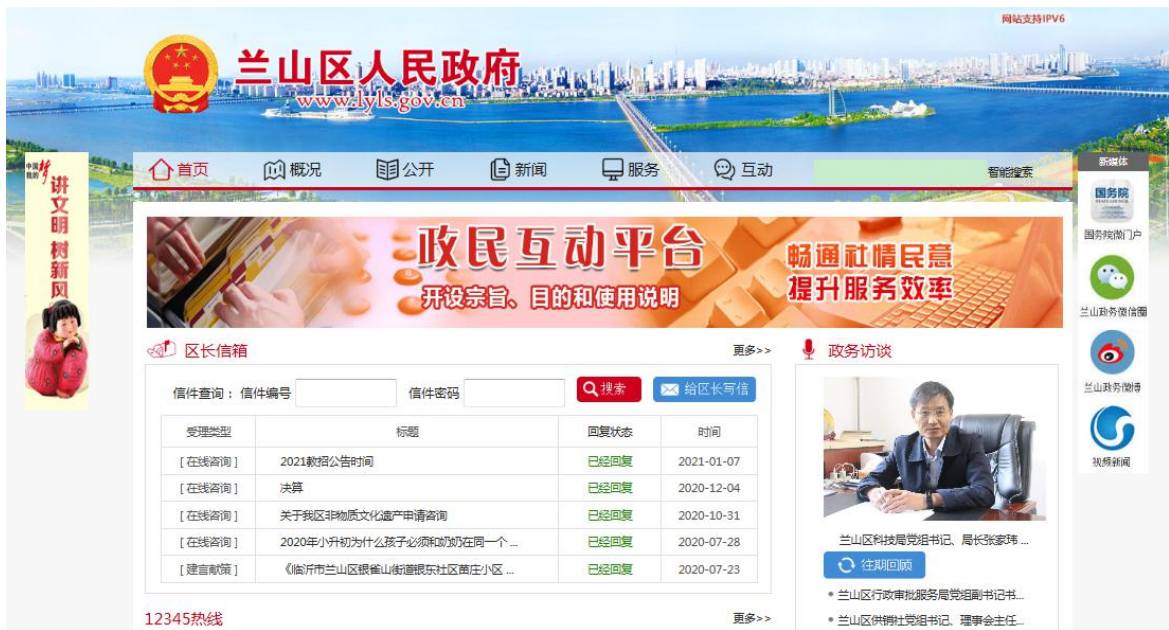 网站支持IPV6
兰山区人民政府
www.lyls.gov.cn
首页
概况
公开
新闻
服务
互动
智能搜索
中国梦
我的
讲文明 树新风
新媒体
国务院
国务院微门户
兰山政务微信圈
兰山政务微博
视频新闻
政民互动平台
开设宗旨、目的和使用说明
畅通社情民意
提升服务效率
区长信箱
更多>>
信件查询： 信件编号
信件密码
搜索
给区长写信
受理类型 标题 回复状态 时间
[在线咨询] 2021教招公告时间 已经回复 2021-01-07
[在线咨询] 决算 已经回复 2020-12-04
[在线咨询] 关于我区非物质文化遗产申请咨询 已经回复 2020-10-31
[在线咨询] 2020年小升初为什么孩子必须和奶奶在同一个 ... 已经回复 2020-07-28
[建言献策] 《临沂市兰山区银雀山街道银东社区苗庄小区 ... 已经回复 2020-07-23
12345热线
更多>>
政务访谈
兰山区科技局党组书记、局长张家玮 ...
往期回顾
兰山区行政审批服务局党组副书记书...
兰山区供销社党组书记、理事会主任...